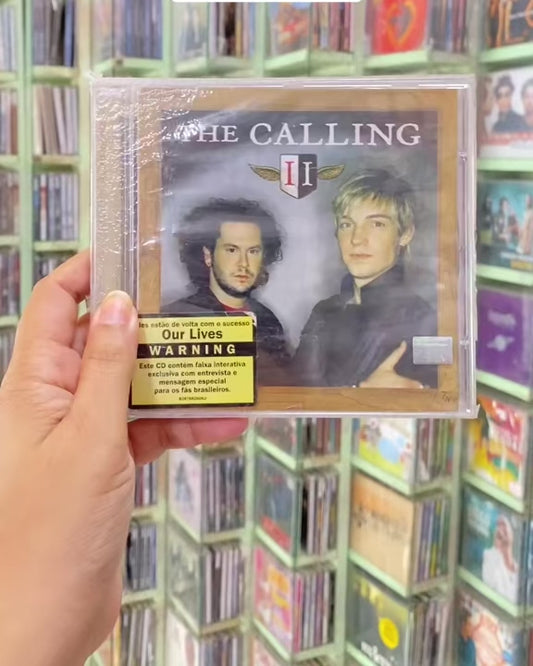 THE CALLING
II
les estão de volta com o sucesso
Our Lives
WARNING
Este CD contém faixa interativa
exclusiva com entrevista e
mensagem especial
para os fãs brasileiros.